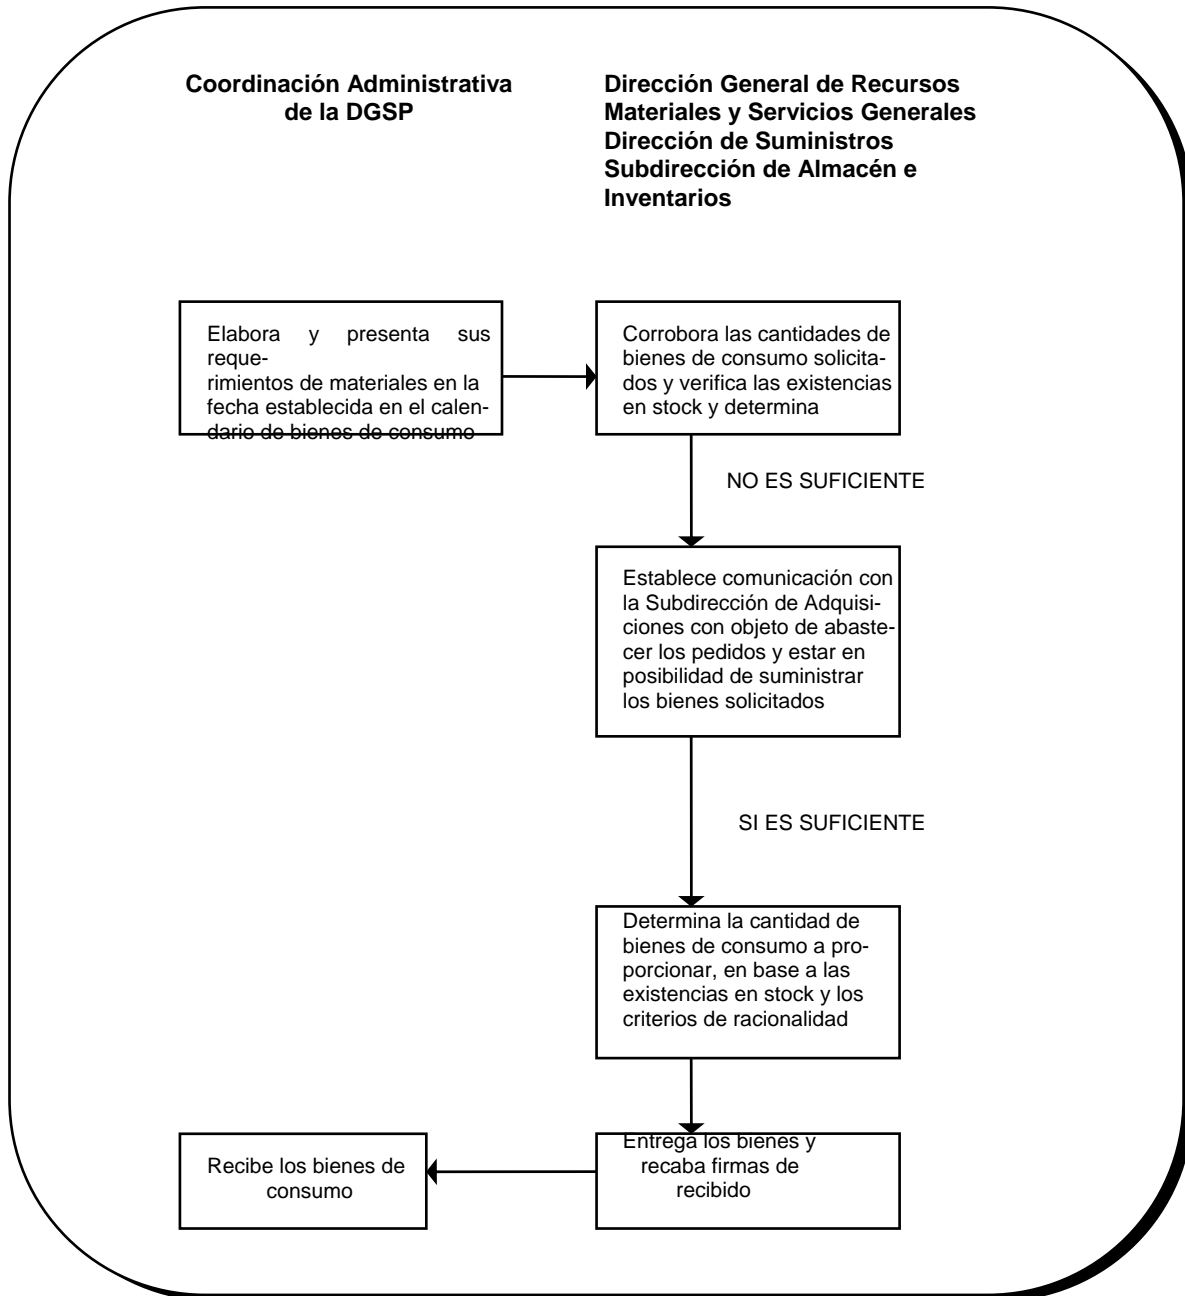 Coordinación Administrativa
de la DGSP
Dirección General de Recursos
Materiales y Servicios Generales
Dirección de Suministros
Subdirección de Almacén e
Inventarios
Elabora y presenta sus
reque-
rimientos de materiales en la
fecha establecida en el calen-
dario de bienes de consumo
Corrobora las cantidades de
bienes de consumo solicita-
dos y verifica las existencias
en stock y determina
NO ES SUFICIENTE
Establece comunicación con
la Subdirección de Adquisi-
ciones con objeto de abaste-
cer los pedidos y estar en
posibilidad de suministrar
los bienes solicitados
SI ES SUFICIENTE
Determina la cantidad de
bienes de consumo a pro-
porcionar, en base a las
existencias en stock y los
criterios de racionalidad
Entrega los bienes y
recaba firmas de
recibido
Recibe los bienes de
consumo